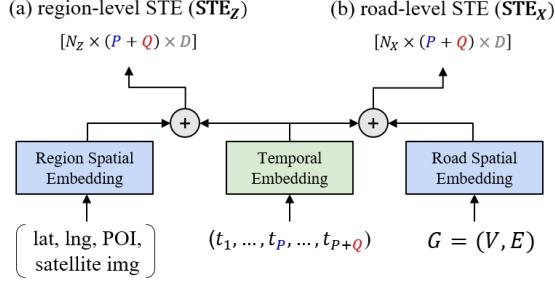 (a) region-level STE (STE_Z)
(b) road-level STE (STE_X)
[N_Z × (P + Q) × D]
[N_X × (P + Q) × D]
+
+
Region Spatial
Embedding
Temporal
Embedding
Road Spatial
Embedding
lat, lng, POI,
satellite img
(t_1, ..., t_P, ..., t_{P+Q})
G = (V, E)